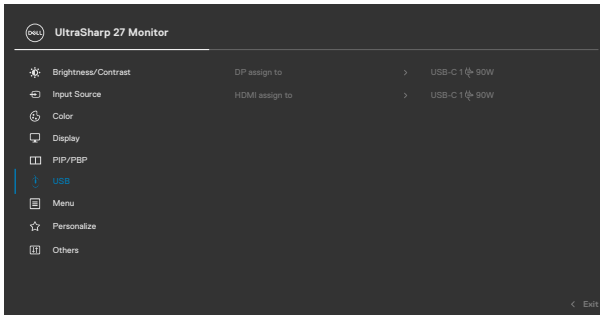 DELL UltraSharp 27 Monitor
Brightness/Contrast DP assign to > USB-C 1 90W
Input Source HDMI assign to > USB-C 1 90W
Color
Display
PIP/PBP
USB
Menu
Personalize
Others
< Exit